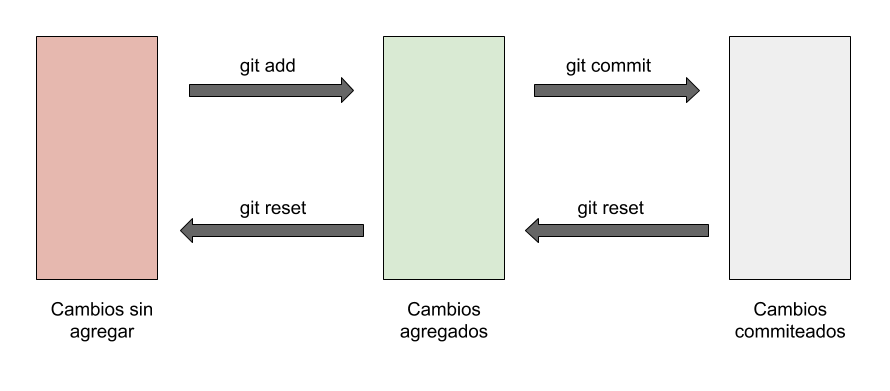 git add
git commit
git reset
git reset
Cambios sin
agregar
Cambios
agregados
Cambios
commiteados